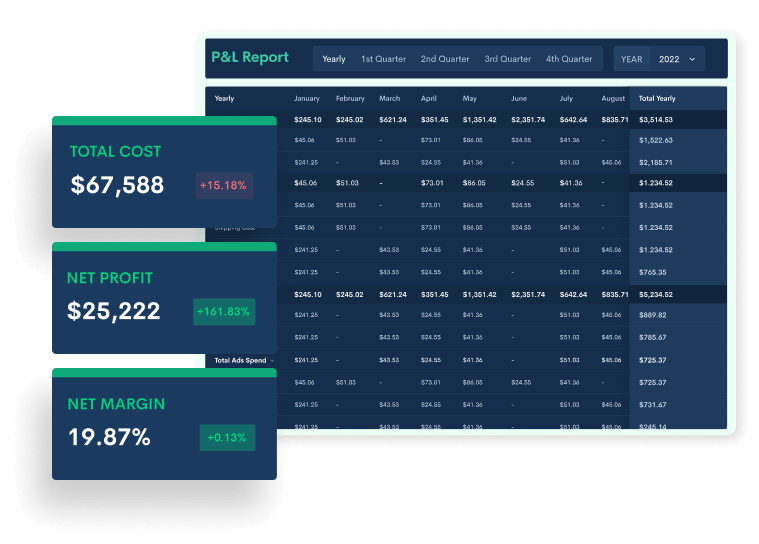 P&L Report Yearly 1st Quarter 2nd Quarter 3rd Quarter 4th Quarter YEAR 2022
Yearly January February March April May June July August Total Yearly
$245.10 $245.02 $621.24 $351.45 $1,351.42 $2,351.74 $642.64 $835.71 $3,514.53
$45.06 $51.03 - $73.01 $86.05 $24.55 $41.36 - $1,522.63
$241.25 - $43.53 $24.55 $41.36 - $51.03 $45.06 $2,185.71
$45.06 $51.03 - $73.01 $86.05 $24.55 $41.36 - $1.234.52
$45.06 $51.03 - $73.01 $86.05 $24.55 $41.36 - $1.234.52
Shipping Cost $45.06 $51.03 - $73.01 $86.05 $24.55 $41.36 - $1.234.52
$241.25 - $43.53 $24.55 $41.36 - $51.03 $45.06 $1.234.52
$241.25 - $43.53 $24.55 $41.36 - $51.03 $45.06 $765.35
$245.10 $245.02 $621.24 $351.45 $1,351.42 $2,351.74 $642.64 $835.71 $5,234.52
$241.25 - $43.53 $24.55 $41.36 - $51.03 $45.06 $889.82
$241.25 - $43.53 $24.55 $41.36 - $51.03 $45.06 $785.67
Total Ads Spend $241.25 - $43.53 $24.55 $41.36 - $51.03 $45.06 $725.37
$45.06 $51.03 - $73.01 $86.05 $24.55 $41.36 - $725.37
$241.25 - $43.53 $24.55 $41.36 - $51.03 $45.06 $731.67
$241.25 - $43.53 $24.55 $41.36 - $51.03 $45.06 $245.14
TOTAL COST
$67,588 +15.18%
NET PROFIT
$25,222 +161.83%
NET MARGIN
19.87% +0.13%